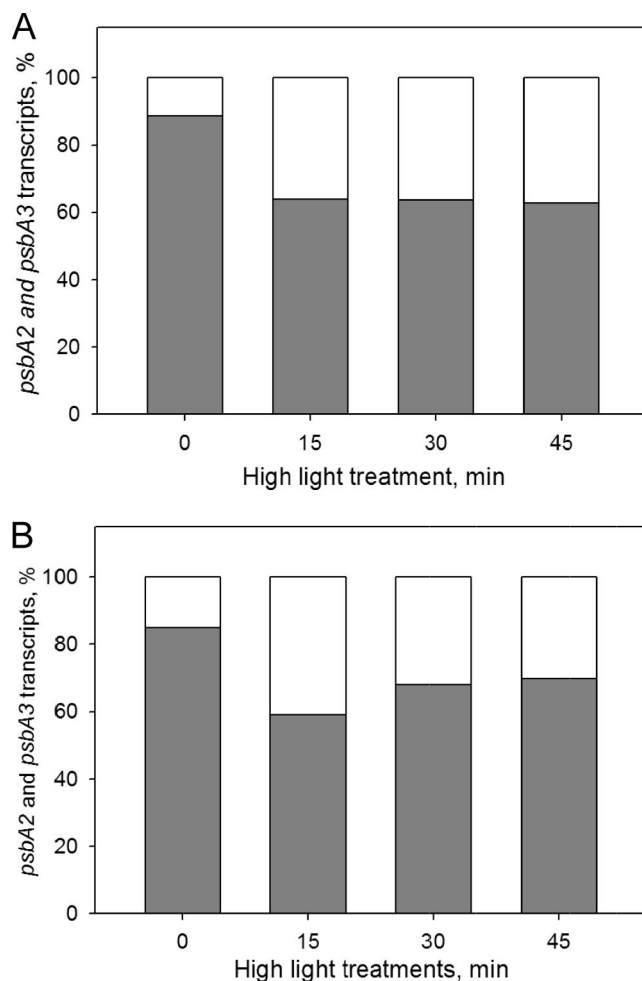 A
psbA2 and psbA3 transcripts, %
100
80
60
40
20
0
0 15 30 45
High light treatment, min
B
psbA2 and psbA3 transcripts, %
100
80
60
40
20
0
0 15 30 45
High light treatments, min